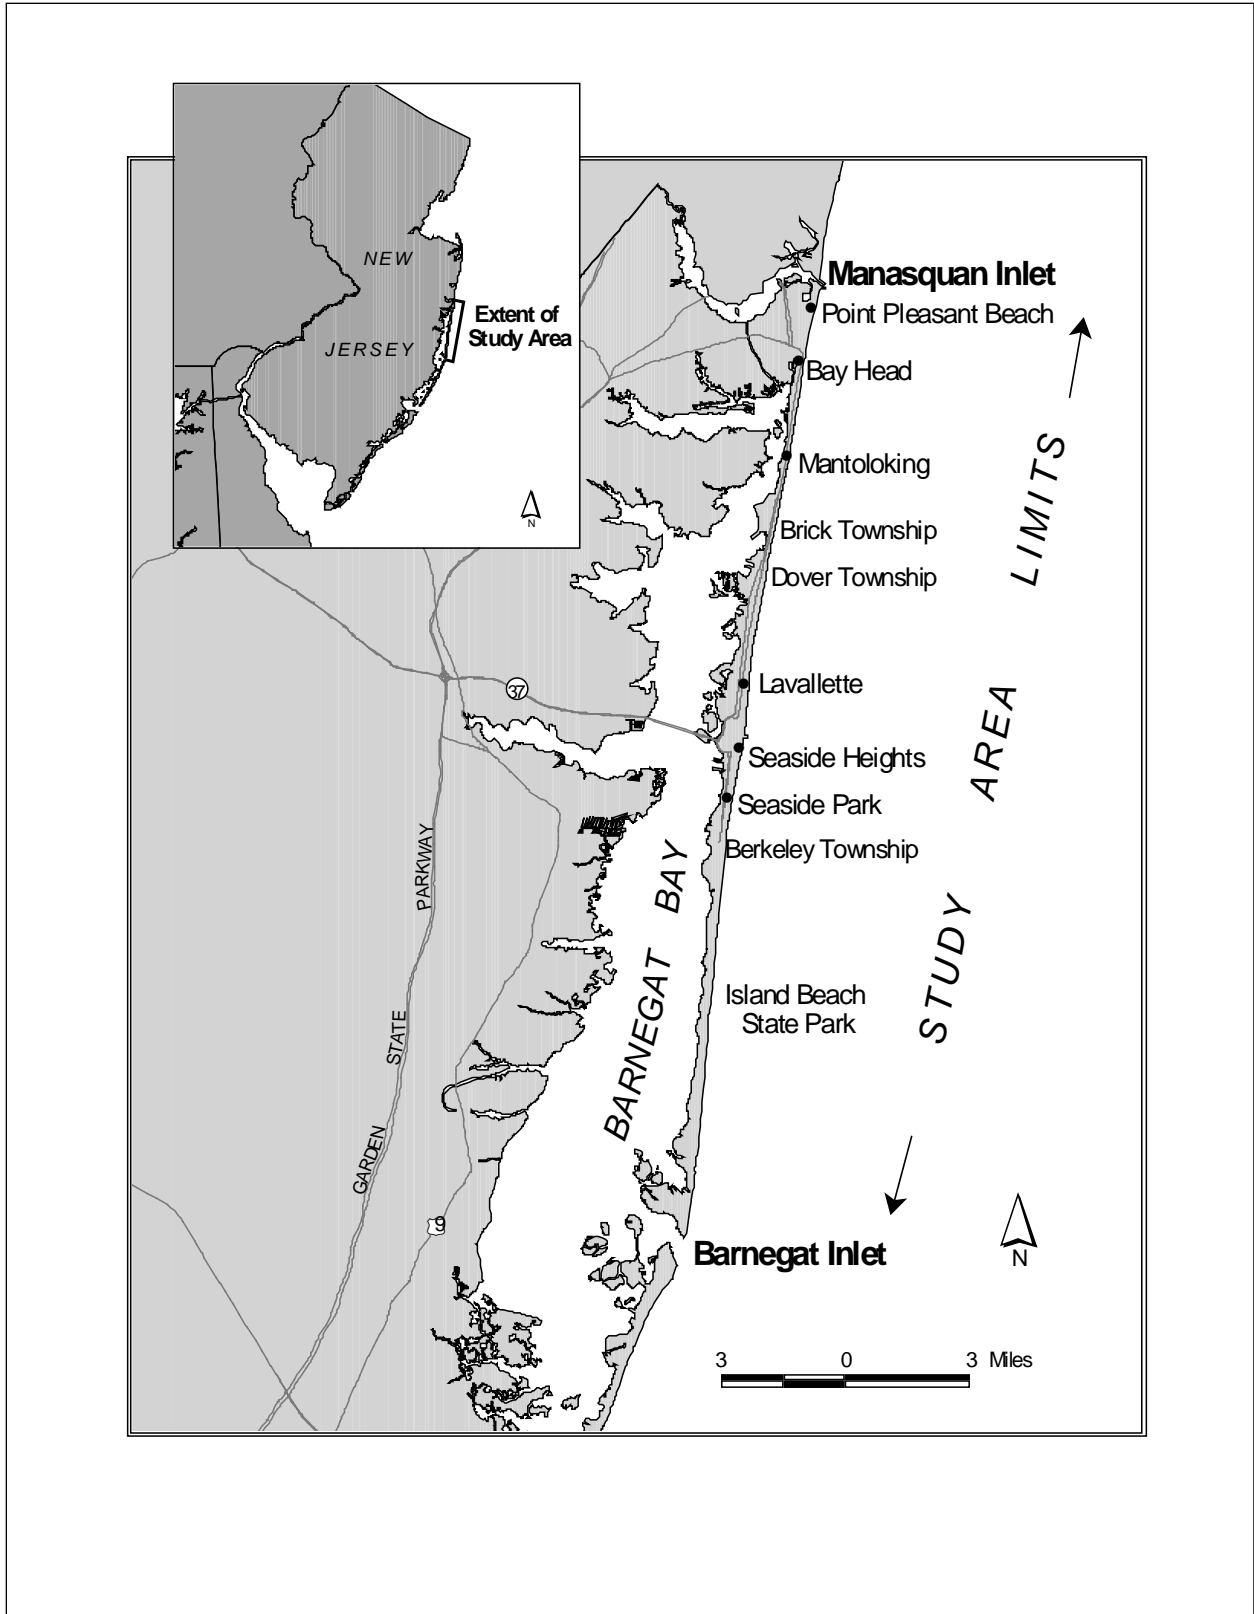 NEW
JERSEY
Extent of
Study Area
N
Manasquan Inlet
Point Pleasant Beach
Bay Head
Mantoloking
Brick Township
Dover Township
Lavallette
Seaside Heights
Seaside Park
Berkeley Township
Island Beach
State Park
Barnegat Inlet
STUDY AREA LIMITS
BARNEGAT BAY
37
GARDEN STATE PARKWAY
9
N
3 0 3 Miles